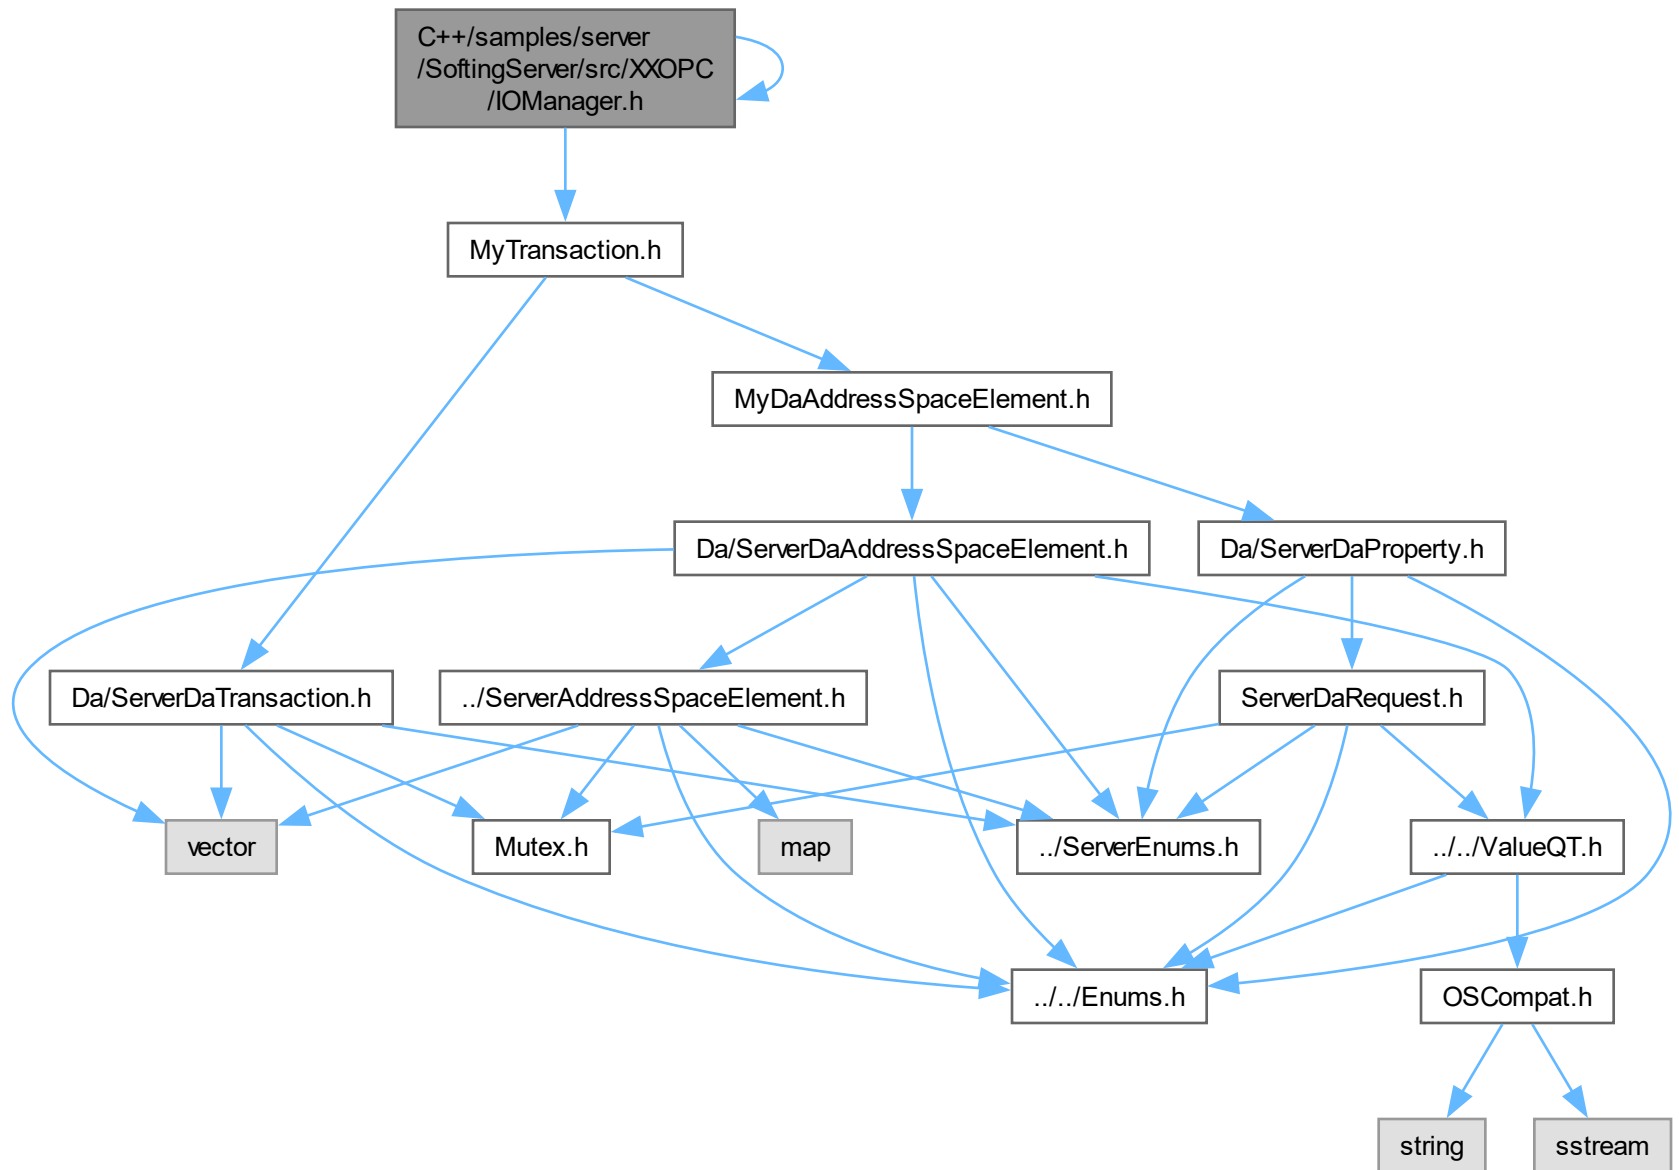 C++/samples/server
/SoftingServer/src/XXOPC
/IOManager.h
MyTransaction.h
MyDaAddressSpaceElement.h
Da/ServerDaAddressSpaceElement.h
Da/ServerDaProperty.h
Da/ServerDaTransaction.h
../ServerAddressSpaceElement.h
ServerDaRequest.h
vector
Mutex.h
map
../ServerEnums.h
../../ValueQT.h
../../Enums.h
OSCompat.h
string
sstream